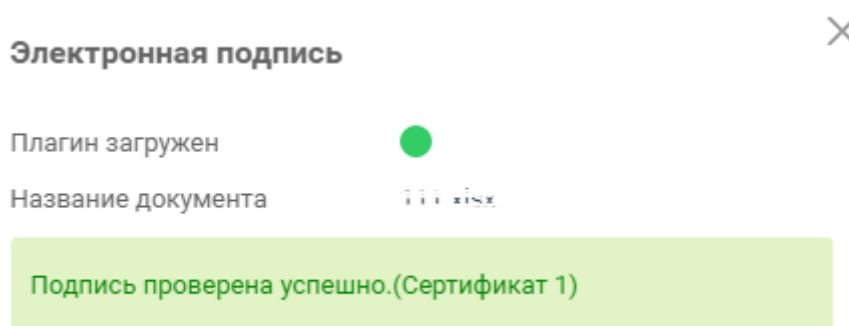 Электронная подпись
Плагин загружен
Название документа
Подпись проверена успешно.(Сертификат 1)